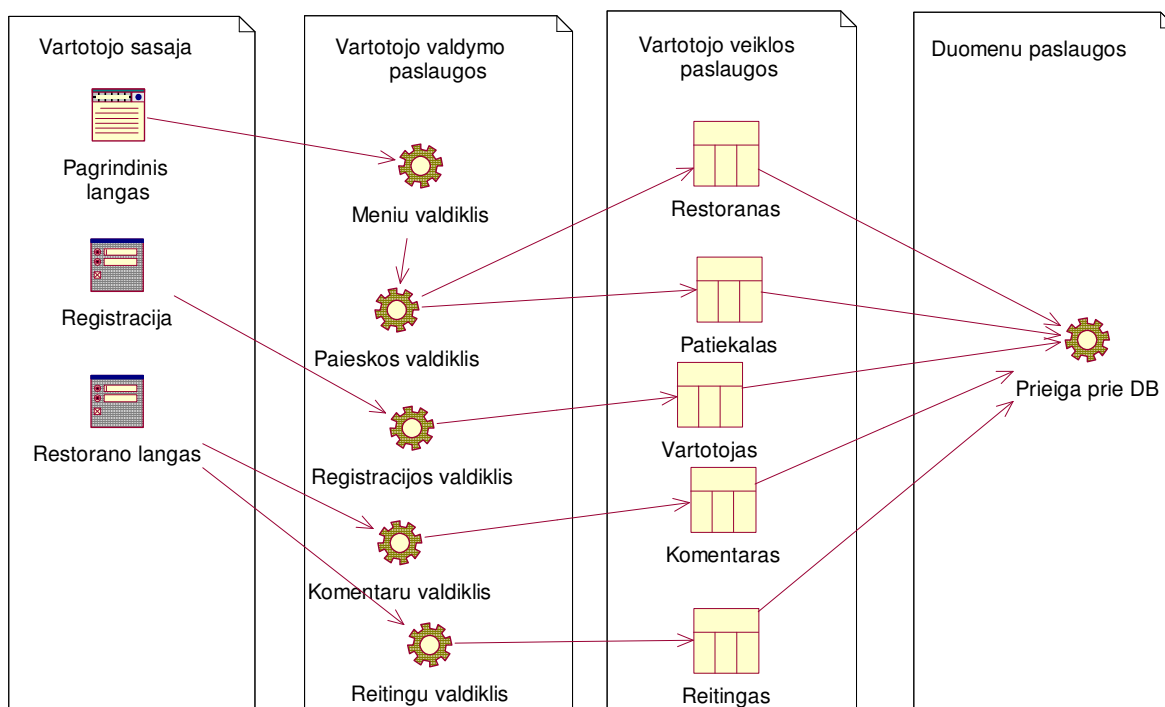 Vartotojo sasaja
Pagrindinis
langas
Registracija
Restorano langas
Vartotojo valdymo
paslaugos
Meniu valdiklis
Paieskos valdiklis
Registracijos valdiklis
Komentaru valdiklis
Reitingu valdiklis
Vartotojo veiklos
paslaugos
Restoranas
Patiekalas
Vartotojas
Komentaras
Reitingas
Duomenu paslaugos
Prieiga prie DB